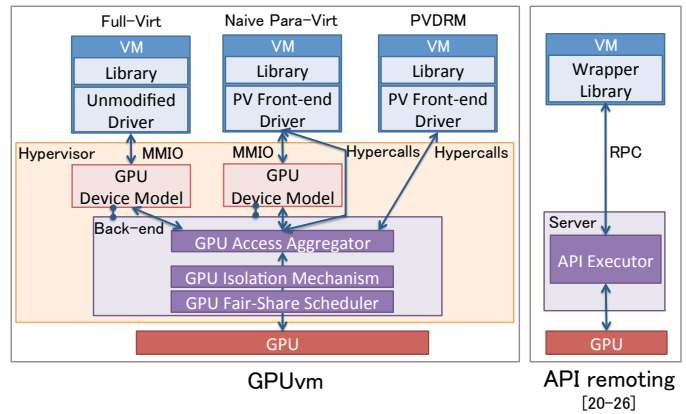 Full-Virt
Naive Para-Virt
PVDRM
VM
Library
Unmodified
Driver
VM
Library
PV Front-end
Driver
VM
Library
PV Front-end
Driver
VM
Wrapper
Library
Hypervisor
MMIO
MMIO
Hypercalls
Hypercalls
RPC
GPU
Device Model
GPU
Device Model
Back-end
GPU Access Aggregator
GPU Isolation Mechanism
GPU Fair-Share Scheduler
GPU
Server
API Executor
GPU
GPUvm
API remoting
[20-26]